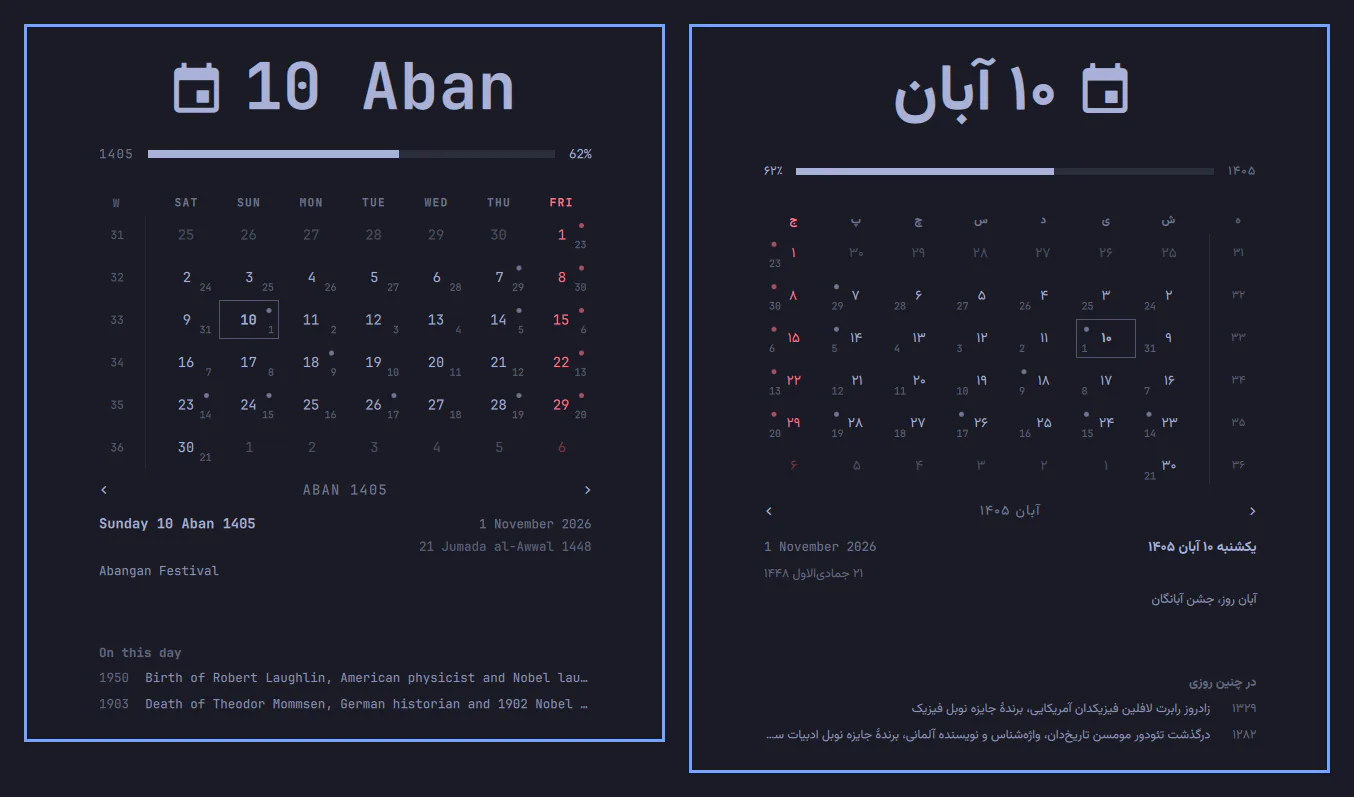 10 Aban
1405 62%
W SAT SUN MON TUE WED THU FRI
31 25 26 27 28 29 30 1 23
32 2 24 3 25 4 26 5 27 6 28 7 29 8 30
33 9 31 10 1 11 2 12 3 13 4 14 5 15 6
34 16 7 17 8 18 9 19 10 20 11 21 12 22 13
35 23 14 24 15 25 16 26 17 27 18 28 19 29 20
36 30 21 1 2 3 4 5 6
‹ ABAN 1405 ›
Sunday 10 Aban 1405 1 November 2026
21 Jumada al-Awwal 1448
Abangan Festival
On this day
1950 Birth of Robert Laughlin, American physicist and Nobel lau…
1903 Death of Theodor Mommsen, German historian and 1902 Nobel …
۱۰ آبان
۱۴۰۵ ۶۲٪
ه ش ی د س چ پ ج
۳۱ ۲۵ ۲۶ ۲۷ ۲۸ ۲۹ ۳۰ ۱ 23
۳۲ ۲ 24 ۳ 25 ۴ 26 ۵ 27 ۶ 28 ۷ 29 ۸ 30
۳۳ ۹ 31 ۱۰ 1 ۱۱ 2 ۱۲ 3 ۱۳ 4 ۱۴ 5 ۱۵ 6
۳۴ ۱۶ 7 ۱۷ 8 ۱۸ 9 ۱۹ 10 ۲۰ 11 ۲۱ 12 ۲۲ 13
۳۵ ۲۳ 14 ۲۴ 15 ۲۵ 16 ۲۶ 17 ۲۷ 18 ۲۸ 19 ۲۹ 20
۳۶ ۳۰ 21 ۱ ۲ ۳ ۴ ۵ ۶
‹ آبان ۱۴۰۵ ›
یکشنبه ۱۰ آبان ۱۴۰۵ 1 November 2026
۲۱ جمادی‌الاول ۱۴۴۸
آبان روز، جشن آبانگان
در چنین روزی
۱۳۲۹ زادروز رابرت لافلین فیزیکدان آمریکایی، برندهٔ جایزه نوبل فیزیک
۱۲۸۲ درگذشت تئودور مومسن تاریخ‌دان، واژه‌شناس و نویسنده آلمانی، برندهٔ جایزه نوبل ادبیات سـ…